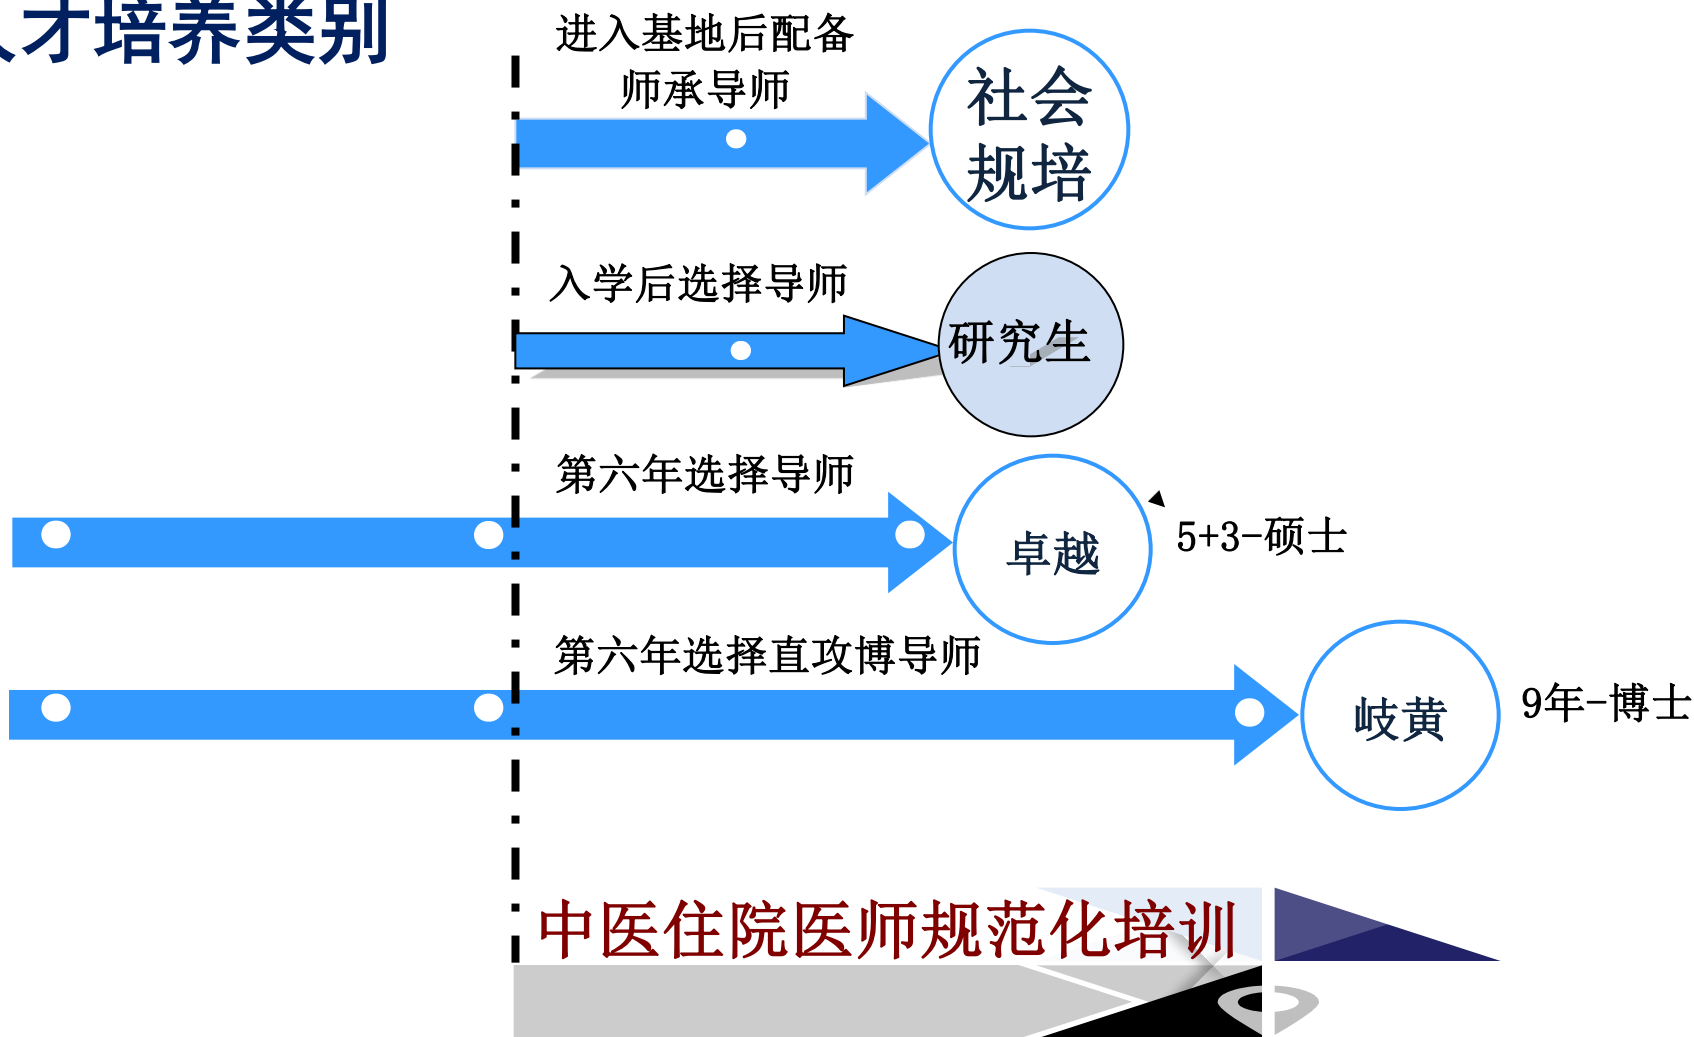 人才培养类别
进入基地后配备
师承导师
社会
规培
入学后选择导师
研究生
第六年选择导师
卓越
5+3-硕士
第六年选择直攻博导师
岐黄
9年-博士
中医住院医师规范化培训